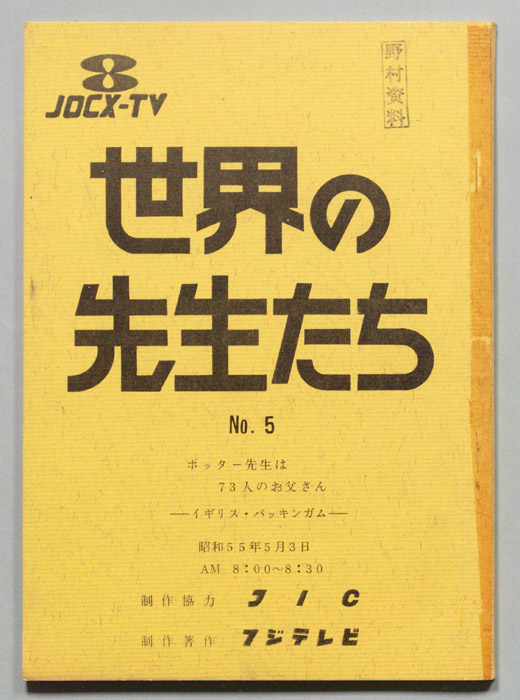 8
JOCX-TV
野村資料
世界の
先生たち
No. 5
ポッター先生は
73人のお父さん
——イギリス・バッキンガム——
昭和55年5月3日
AM 8:00〜8:30
制作協力 JIC
制作著作 フジテレビ